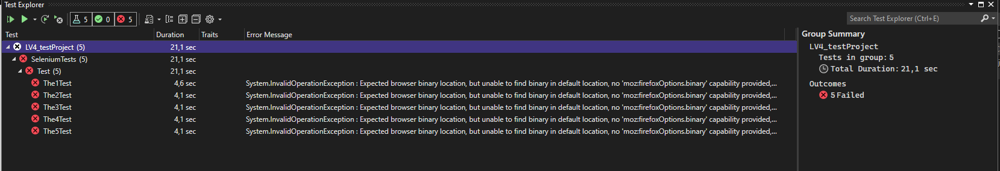 Test Explorer
5 0 5
Search Test Explorer (Ctrl+E)
Test Duration Traits Error Message
LV4_testProject (5) 21,1 sec
SeleniumTests (5) 21,1 sec
Test (5) 21,1 sec
The1Test 4,6 sec System.InvalidOperationException : Expected browser binary location, but unable to find binary in default location, no 'moz:firefoxOptions.binary' capability provided,...
The2Test 4,1 sec System.InvalidOperationException : Expected browser binary location, but unable to find binary in default location, no 'moz:firefoxOptions.binary' capability provided,...
The3Test 4,1 sec System.InvalidOperationException : Expected browser binary location, but unable to find binary in default location, no 'moz:firefoxOptions.binary' capability provided,...
The4Test 4,1 sec System.InvalidOperationException : Expected browser binary location, but unable to find binary in default location, no 'moz:firefoxOptions.binary' capability provided,...
The5Test 4,1 sec System.InvalidOperationException : Expected browser binary location, but unable to find binary in default location, no 'moz:firefoxOptions.binary' capability provided,...
Group Summary
LV4_testProject
Tests in group: 5
Total Duration: 21,1 sec
Outcomes
5 Failed